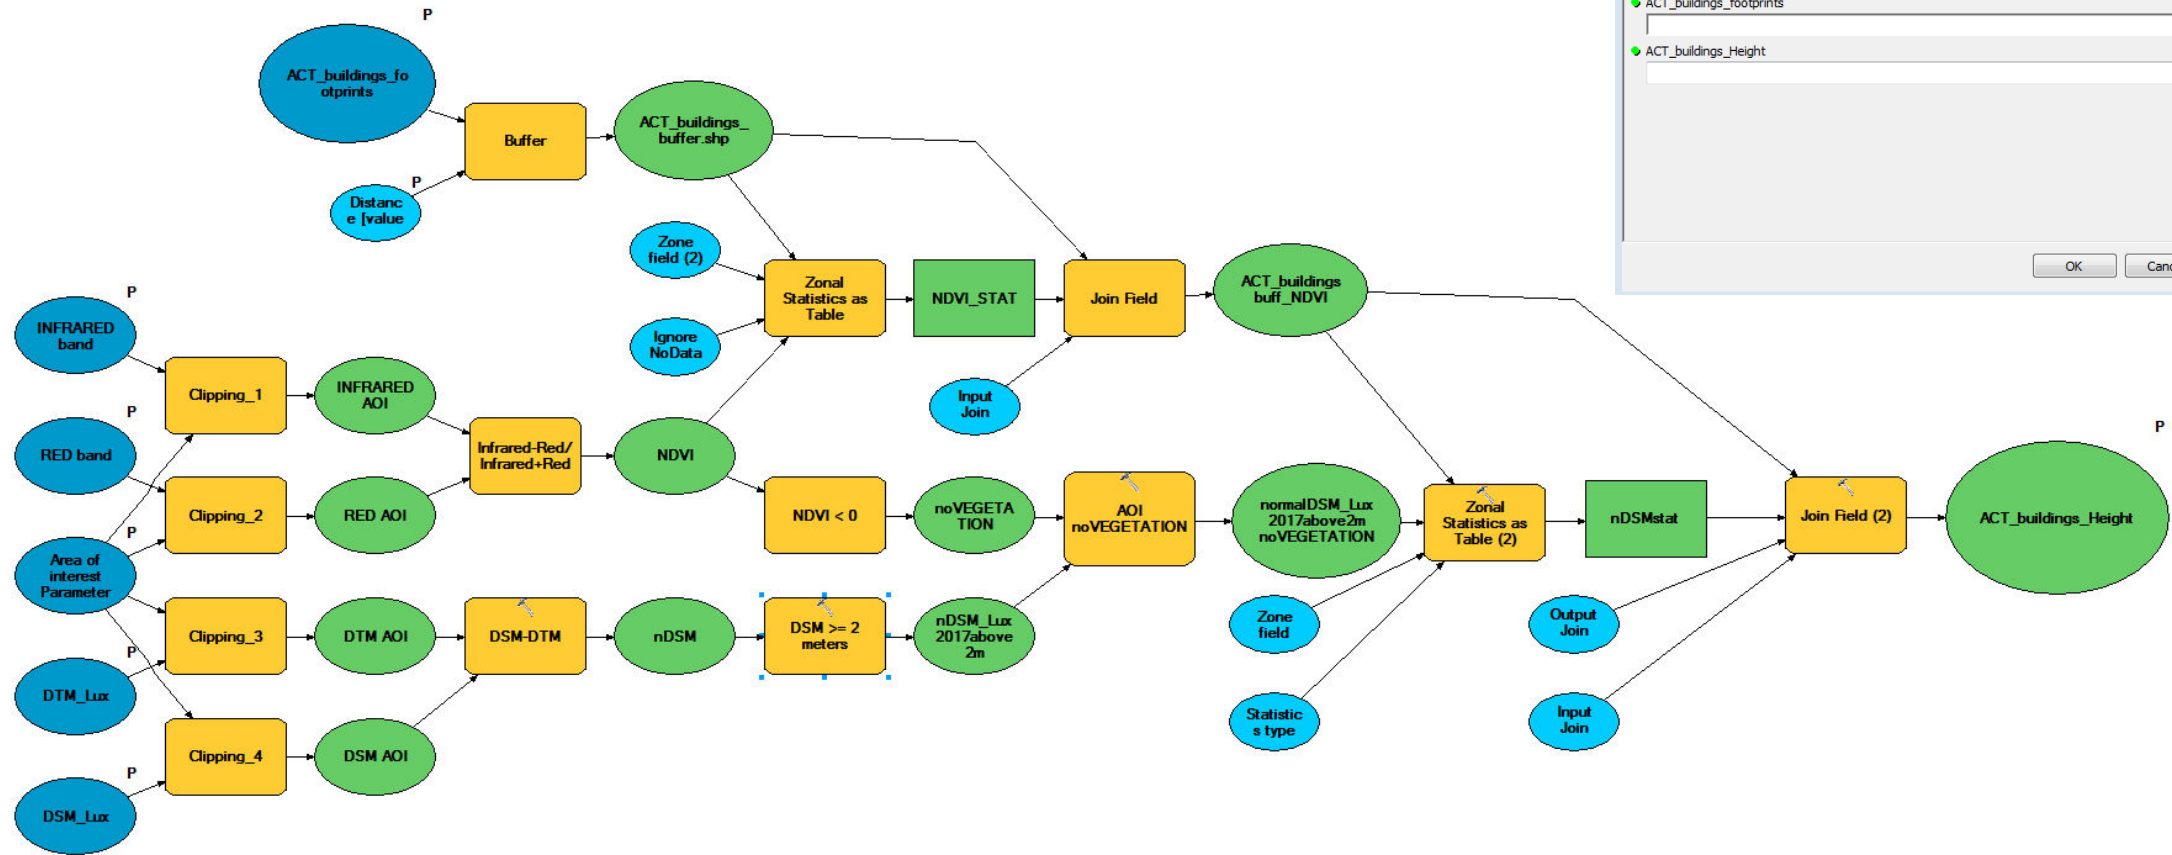 P
ACT_buildings_fo
otprints
Buffer
ACT_buildings_
buffer.shp
P
Distanc
e [value
Zone
field (2)
Ignore
NoData
Zonal
Statistics as
Table
NDVI_STAT
Join Field
ACT_buildings
buff_NDVI
Input
Join
P
INFRARED
band
Clipping_1
INFRARED
AOI
P
RED band
Clipping_2
RED AOI
Infrared-Red/
Infrared+Red
NDVI
NDVI < 0
noVEGETA
TION
AOI
noVEGETATION
normalDSM_Lux
2017above2m
noVEGETATION
Zonal
Statistics as
Table (2)
nDSMstat
Join Field (2)
P
ACT_buildings_Height
P
Area of
interest
Parameter
Clipping_3
DTM AOI
DSM-DTM
nDSM
DSM >= 2
meters
nDSM_Lux
2017above
2m
Zone
field
Output
Join
P
DTM_Lux
Statistic
s type
Input
Join
Clipping_4
DSM AOI
P
DSM_Lux
ACT_buildings_footprints
ACT_buildings_Height
OK
Canc